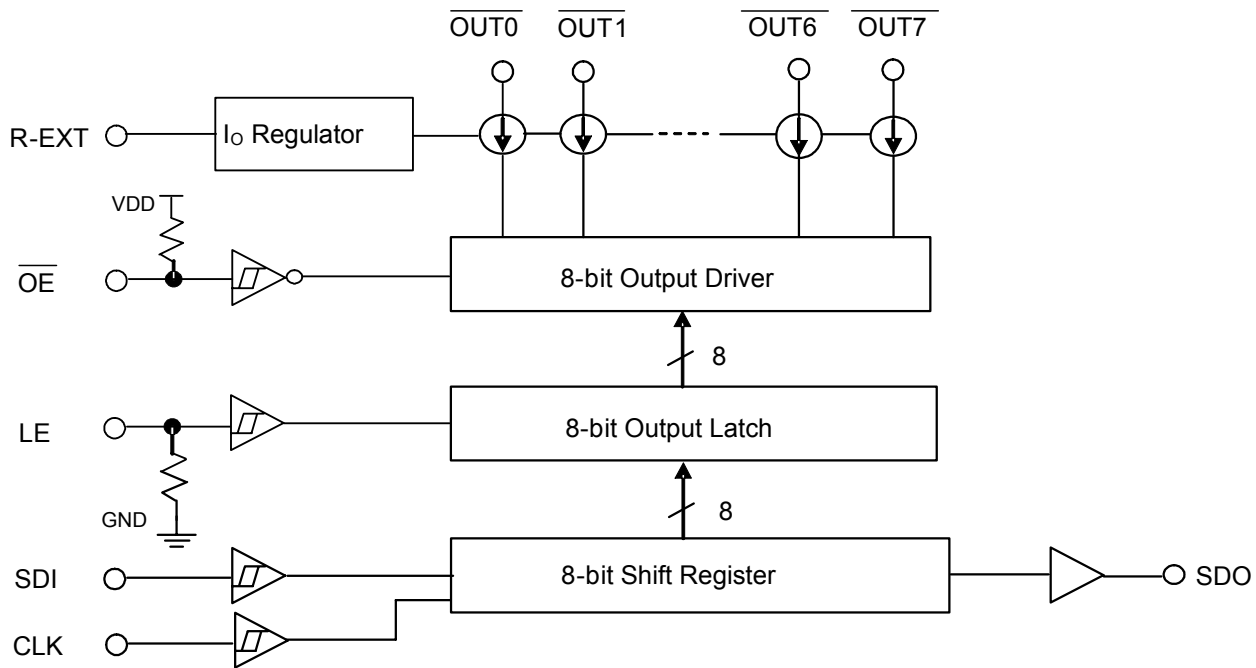 OUT0 OUT1 OUT6 OUT7
R-EXT
IO Regulator
VDD
OE
8-bit Output Driver
8
LE
8-bit Output Latch
GND
8
SDI
8-bit Shift Register
SDO
CLK